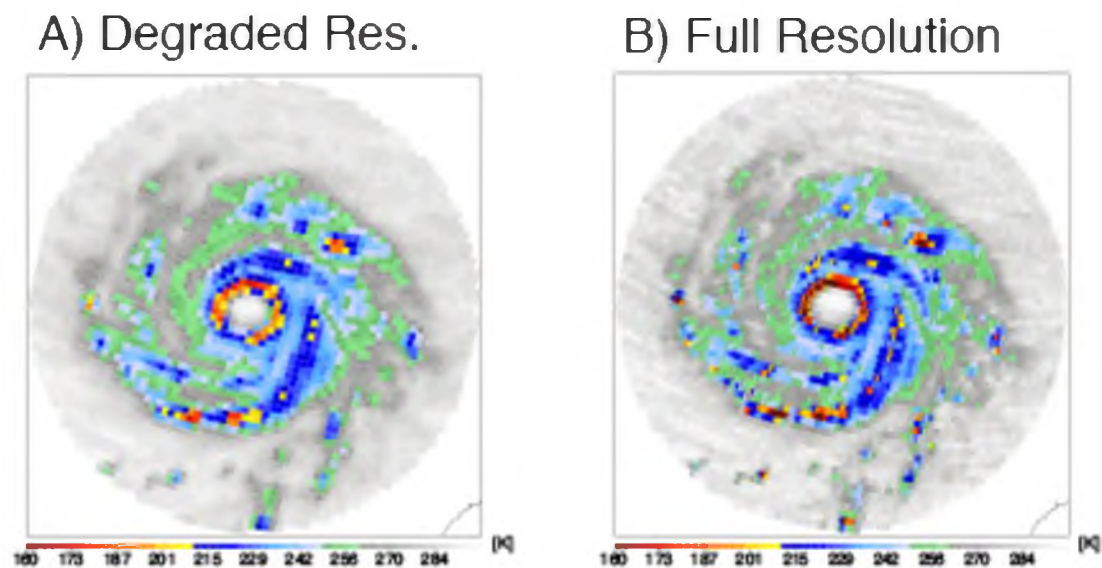 A) Degraded Res.
B) Full Resolution
160 173 187 201 215 229 242 256 270 284 [K]
160 173 187 201 215 229 242 256 270 284 [K]